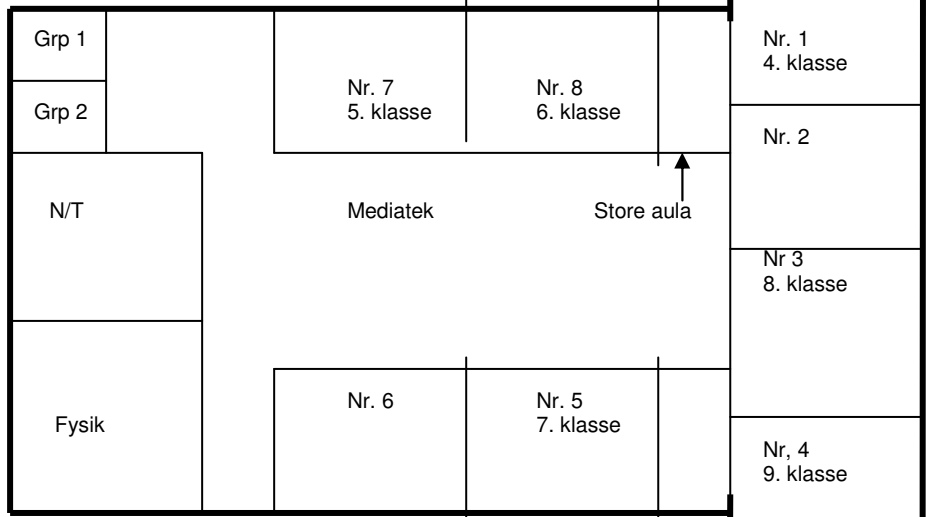 Grp 1
Nr. 7
5. klasse
Nr. 8
6. klasse
Nr. 1
4. klasse
Grp 2
Nr. 2
N/T
Mediatek
Store aula
Nr 3
8. klasse
Fysik
Nr. 6
Nr. 5
7. klasse
Nr, 4
9. klasse